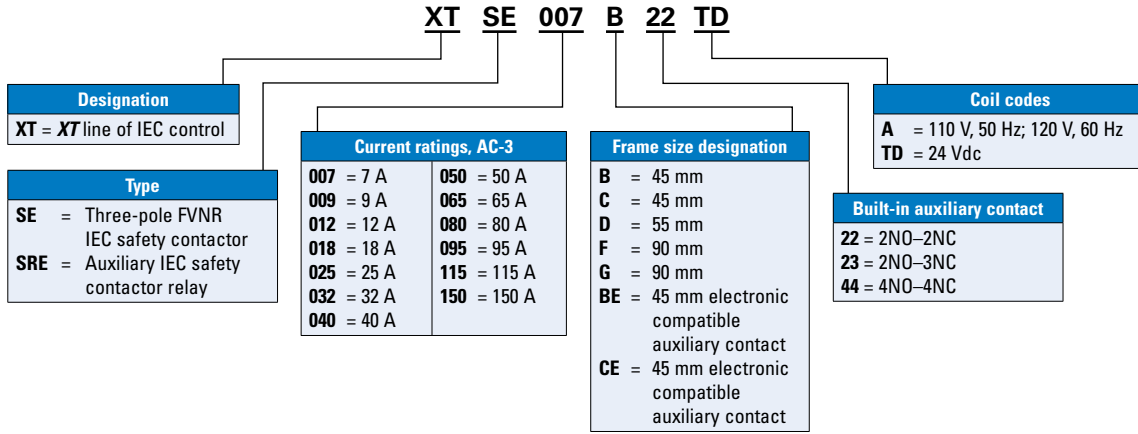 XT SE 007 B 22 TD
Designation
XT = XT line of IEC control
Type
SE = Three-pole FVNR
IEC safety contactor
SRE = Auxiliary IEC safety
contactor relay
Current ratings, AC-3
007 = 7 A
009 = 9 A
012 = 12 A
018 = 18 A
025 = 25 A
032 = 32 A
040 = 40 A
050 = 50 A
065 = 65 A
080 = 80 A
095 = 95 A
115 = 115 A
150 = 150 A
Frame size designation
B = 45 mm
C = 45 mm
D = 55 mm
F = 90 mm
G = 90 mm
BE = 45 mm electronic
compatible
auxiliary contact
CE = 45 mm electronic
compatible
auxiliary contact
Coil codes
A = 110 V, 50 Hz; 120 V, 60 Hz
TD = 24 Vdc
Built-in auxiliary contact
22 = 2NO–2NC
23 = 2NO–3NC
44 = 4NO–4NC